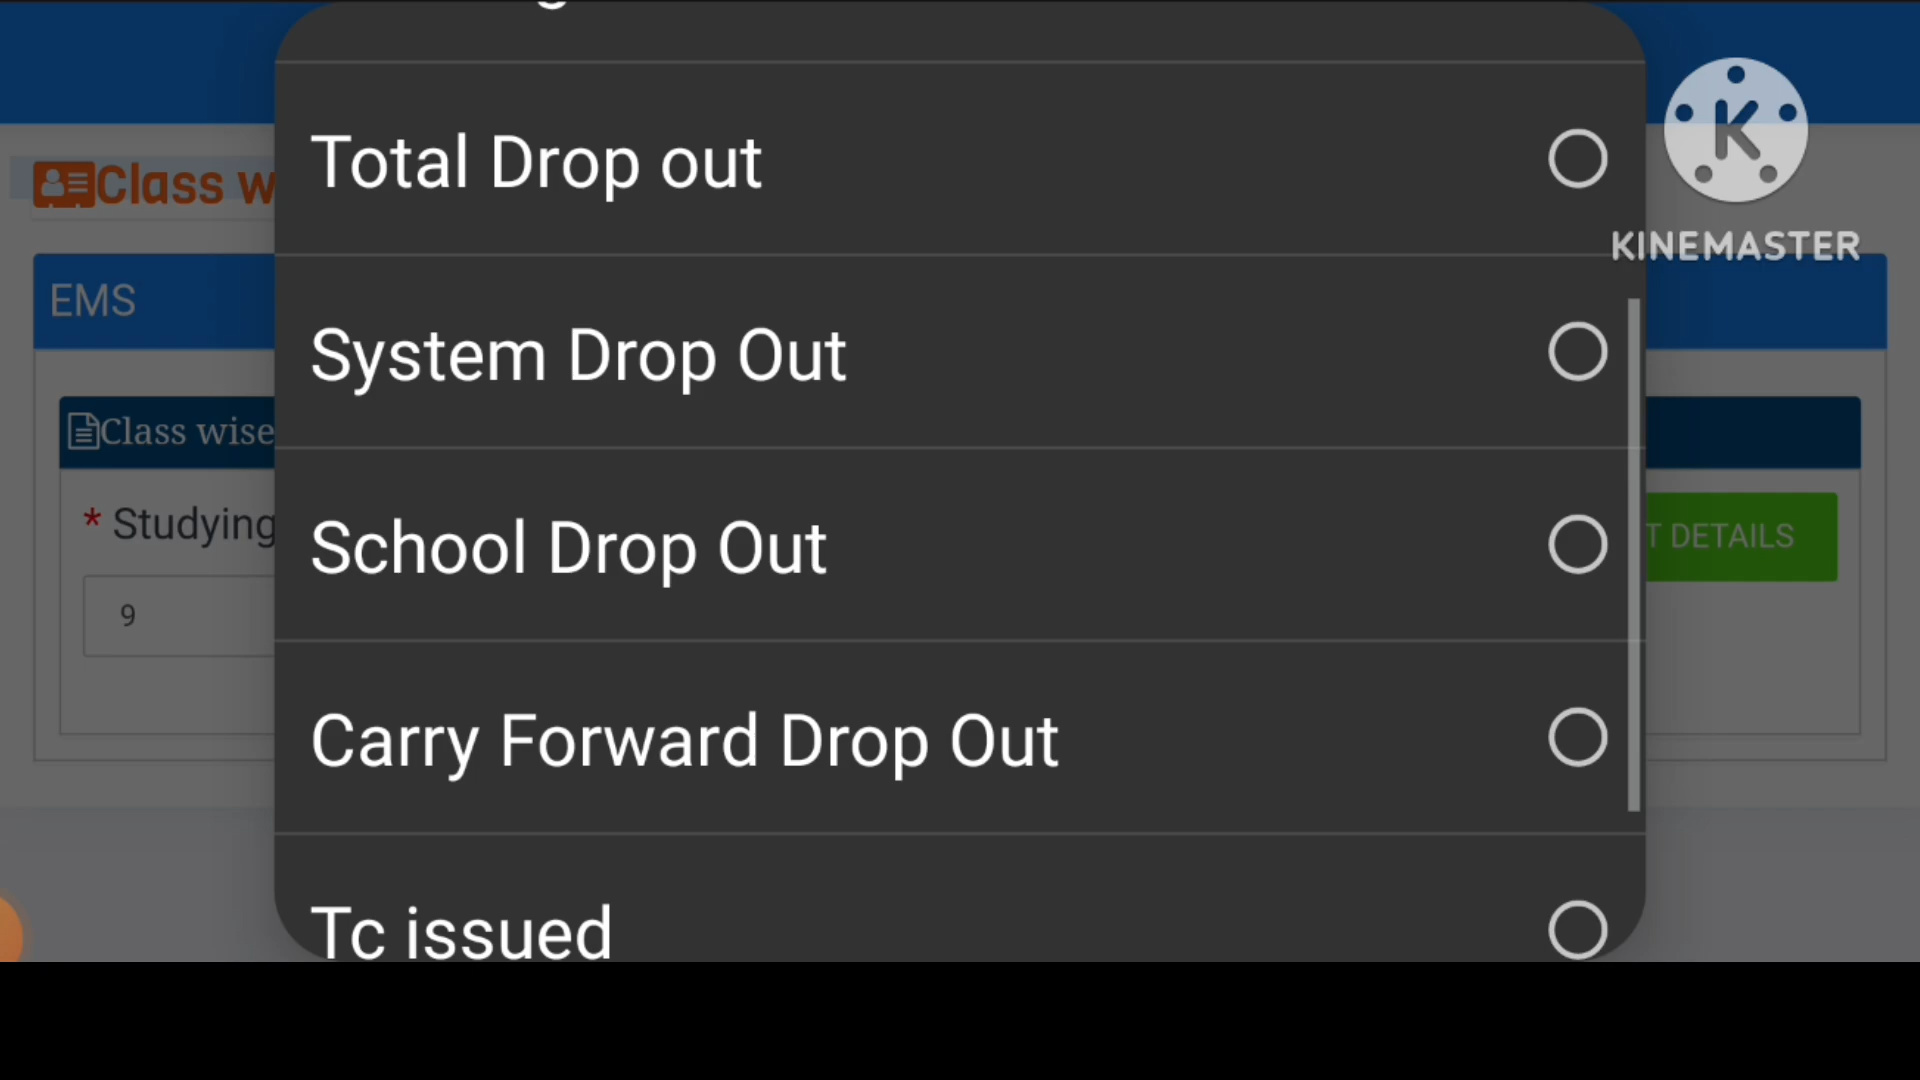 Total Drop out
KINEMASTER
Class w
System Drop Out
EMS
Class wise
School Drop Out
* Studying
T DETAILS
9
Carry Forward Drop Out
Tc issued